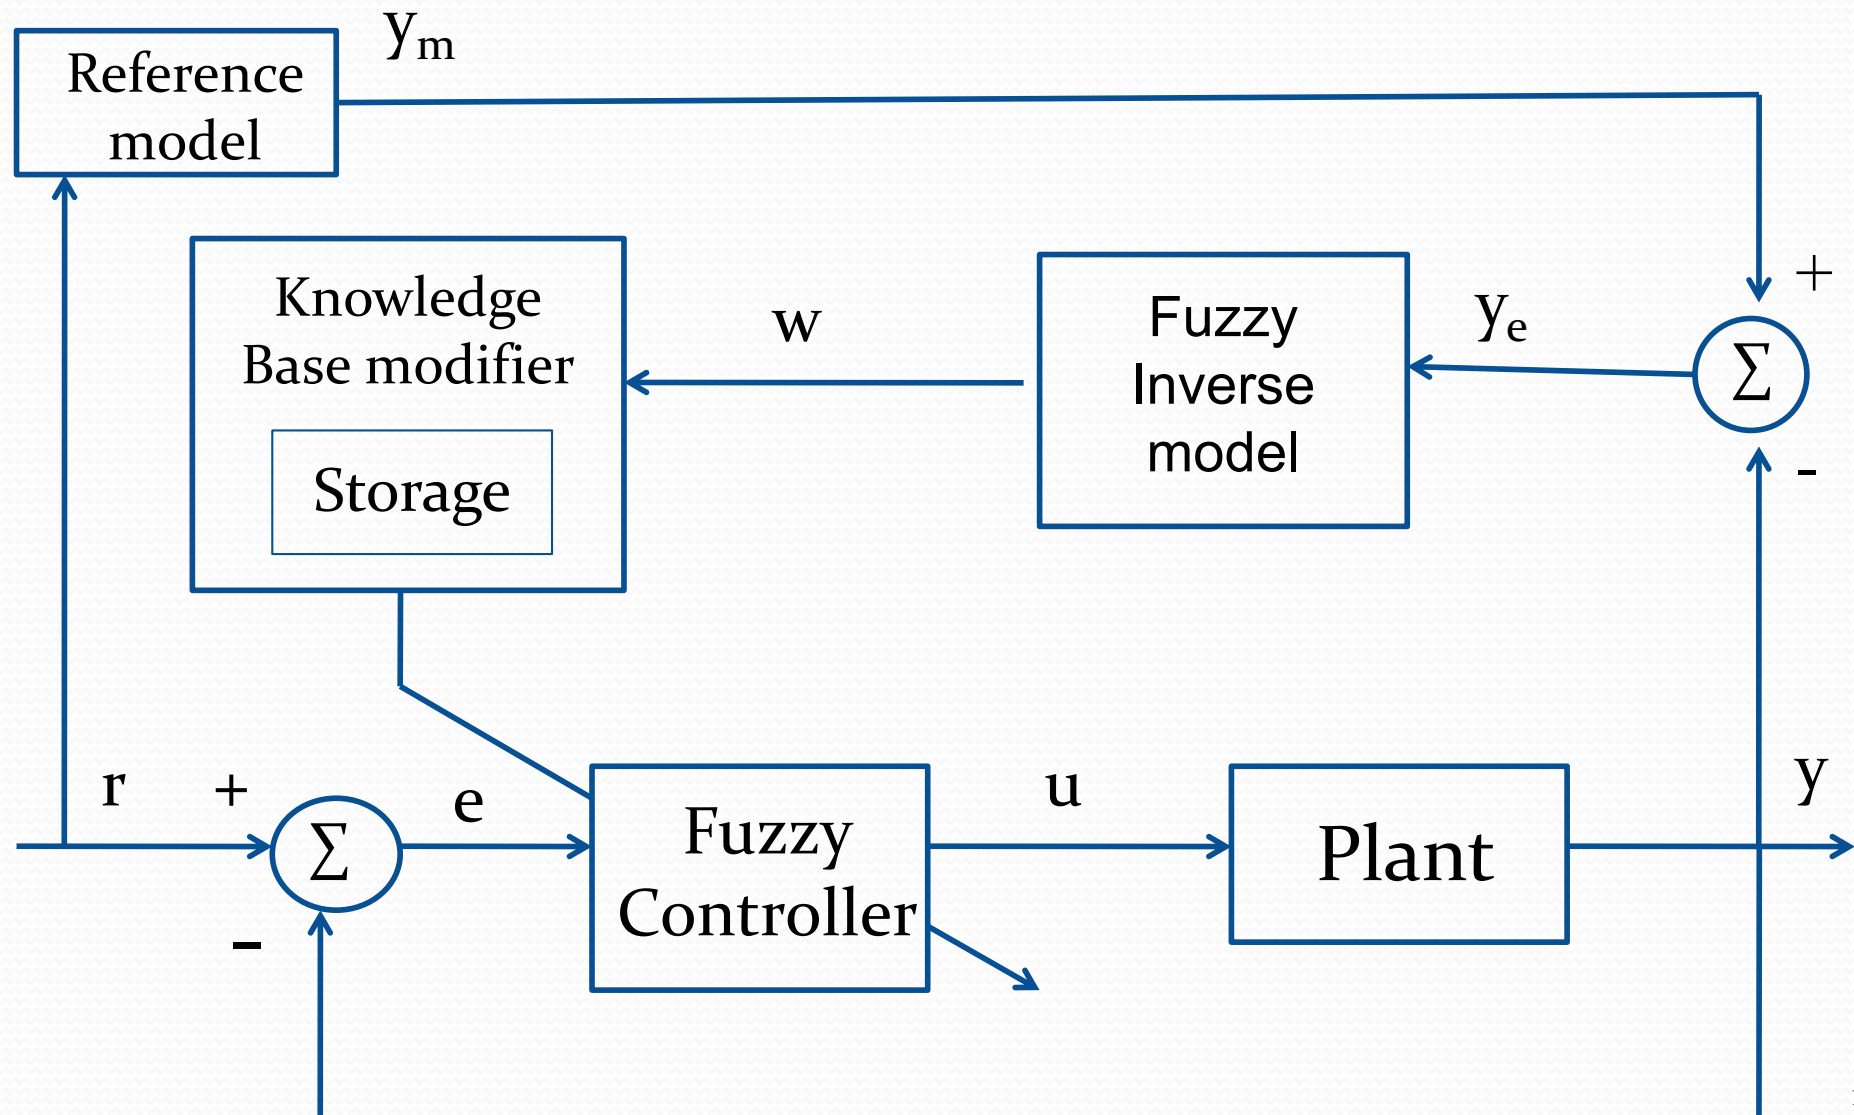 yₘ
Reference
model
Knowledge
Base modifier
Storage
w
Fuzzy
Inverse
model
yₑ
+
∑
-
r
+
∑
-
e
Fuzzy
Controller
u
Plant
y